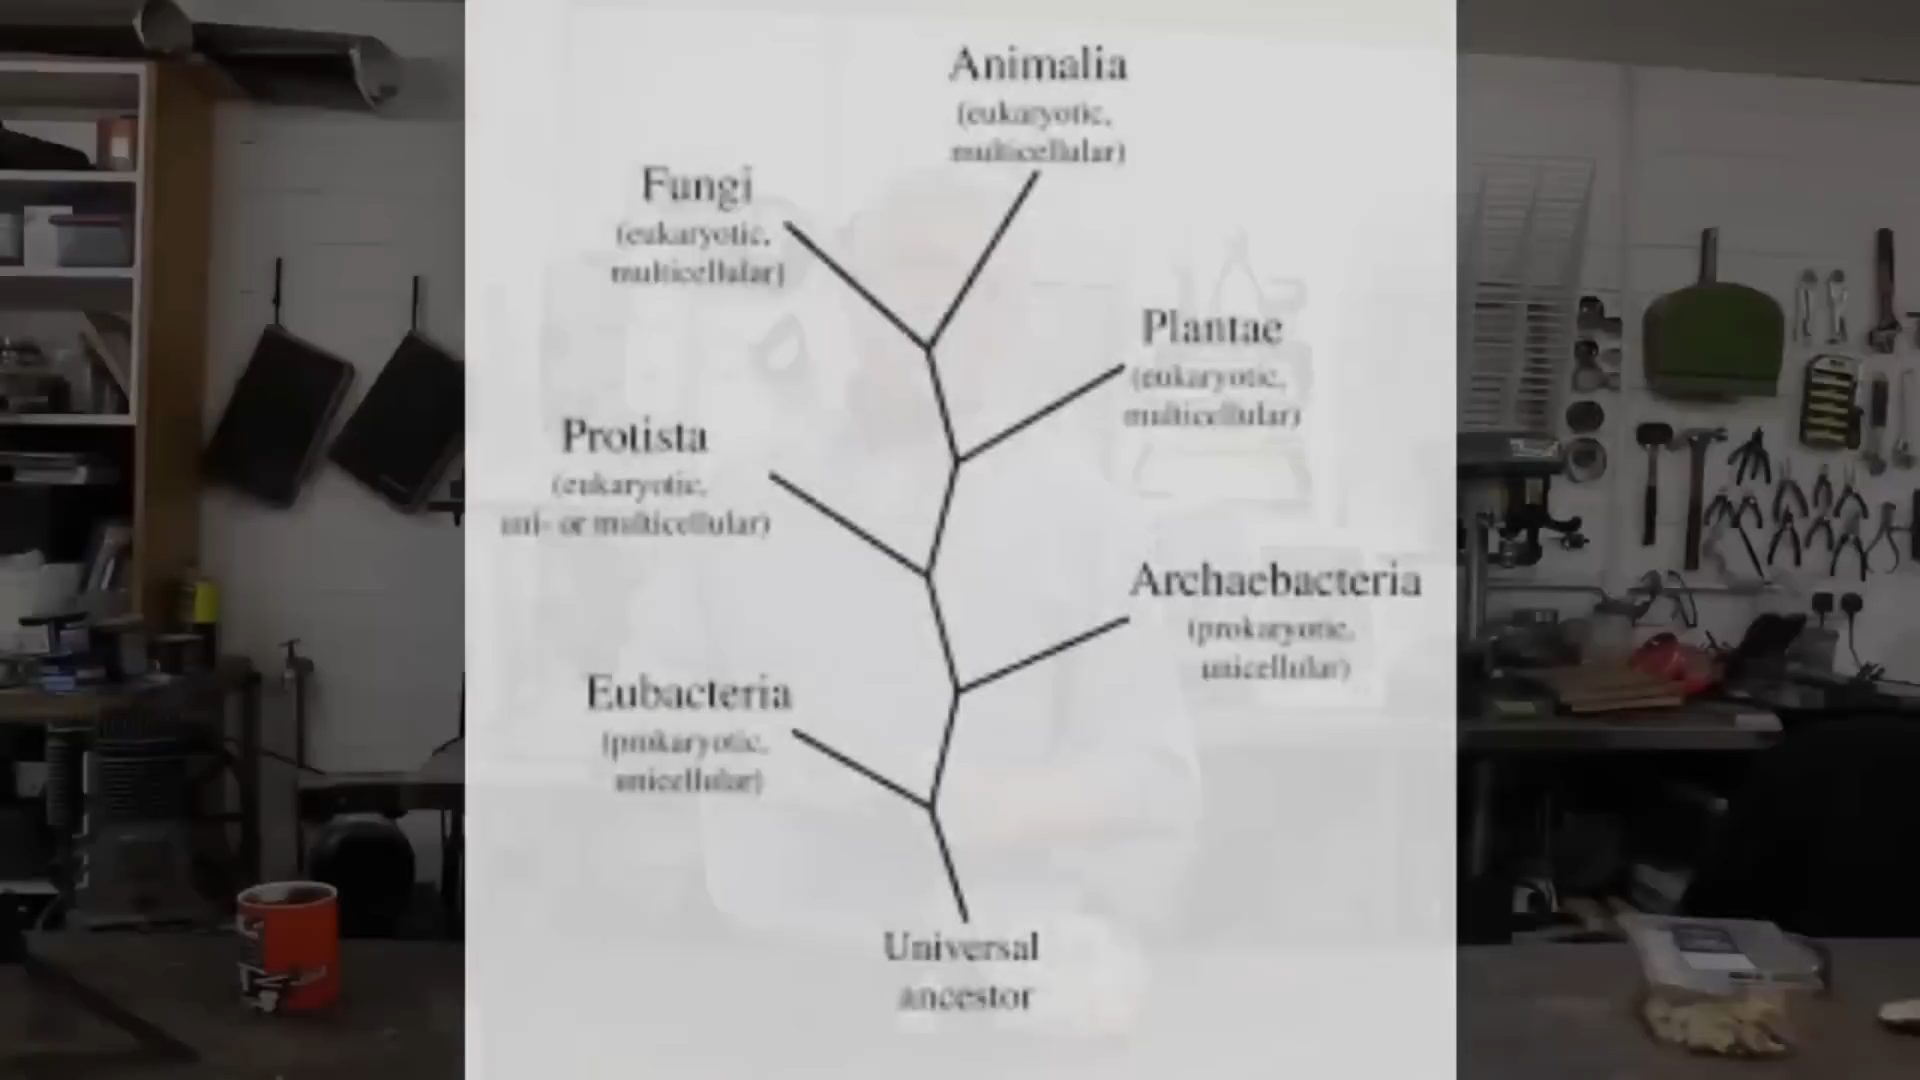 Animalia
(eukaryotic,
multicellular)
Fungi
(eukaryotic,
multicellular)
Plantae
(eukaryotic,
multicellular)
Protista
(eukaryotic,
uni- or multicellular)
Archaebacteria
(prokaryotic,
unicellular)
Eubacteria
(prokaryotic,
unicellular)
Universal
ancestor